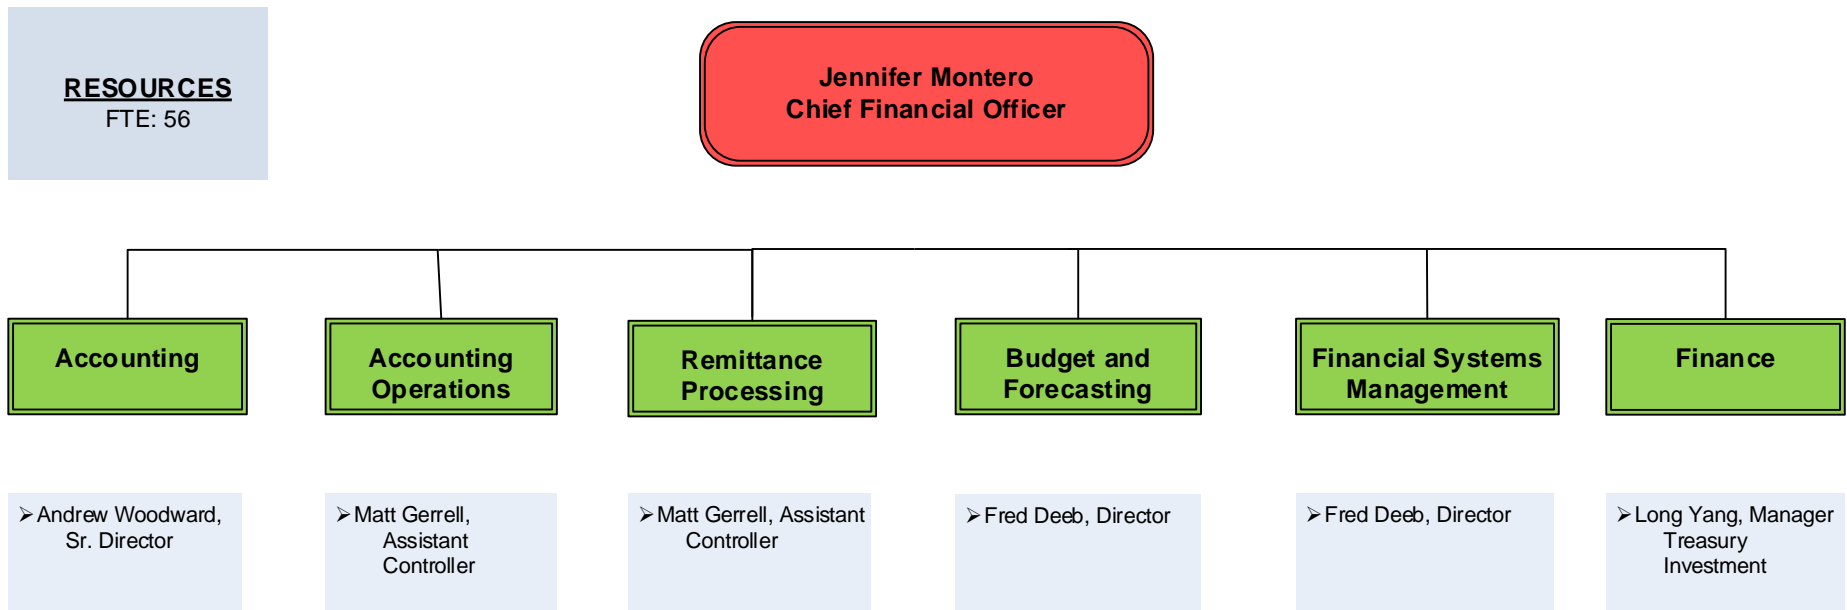 RESOURCES
FTE: 56
Jennifer Montero
Chief Financial Officer
Accounting
Accounting
Operations
Remittance
Processing
Budget and
Forecasting
Financial Systems
Management
Finance
➢Andrew Woodward,
Sr. Director
➢Matt Gerrell,
Assistant
Controller
➢Matt Gerrell, Assistant
Controller
➢Fred Deeb, Director
➢Fred Deeb, Director
➢Long Yang, Manager
Treasury
Investment